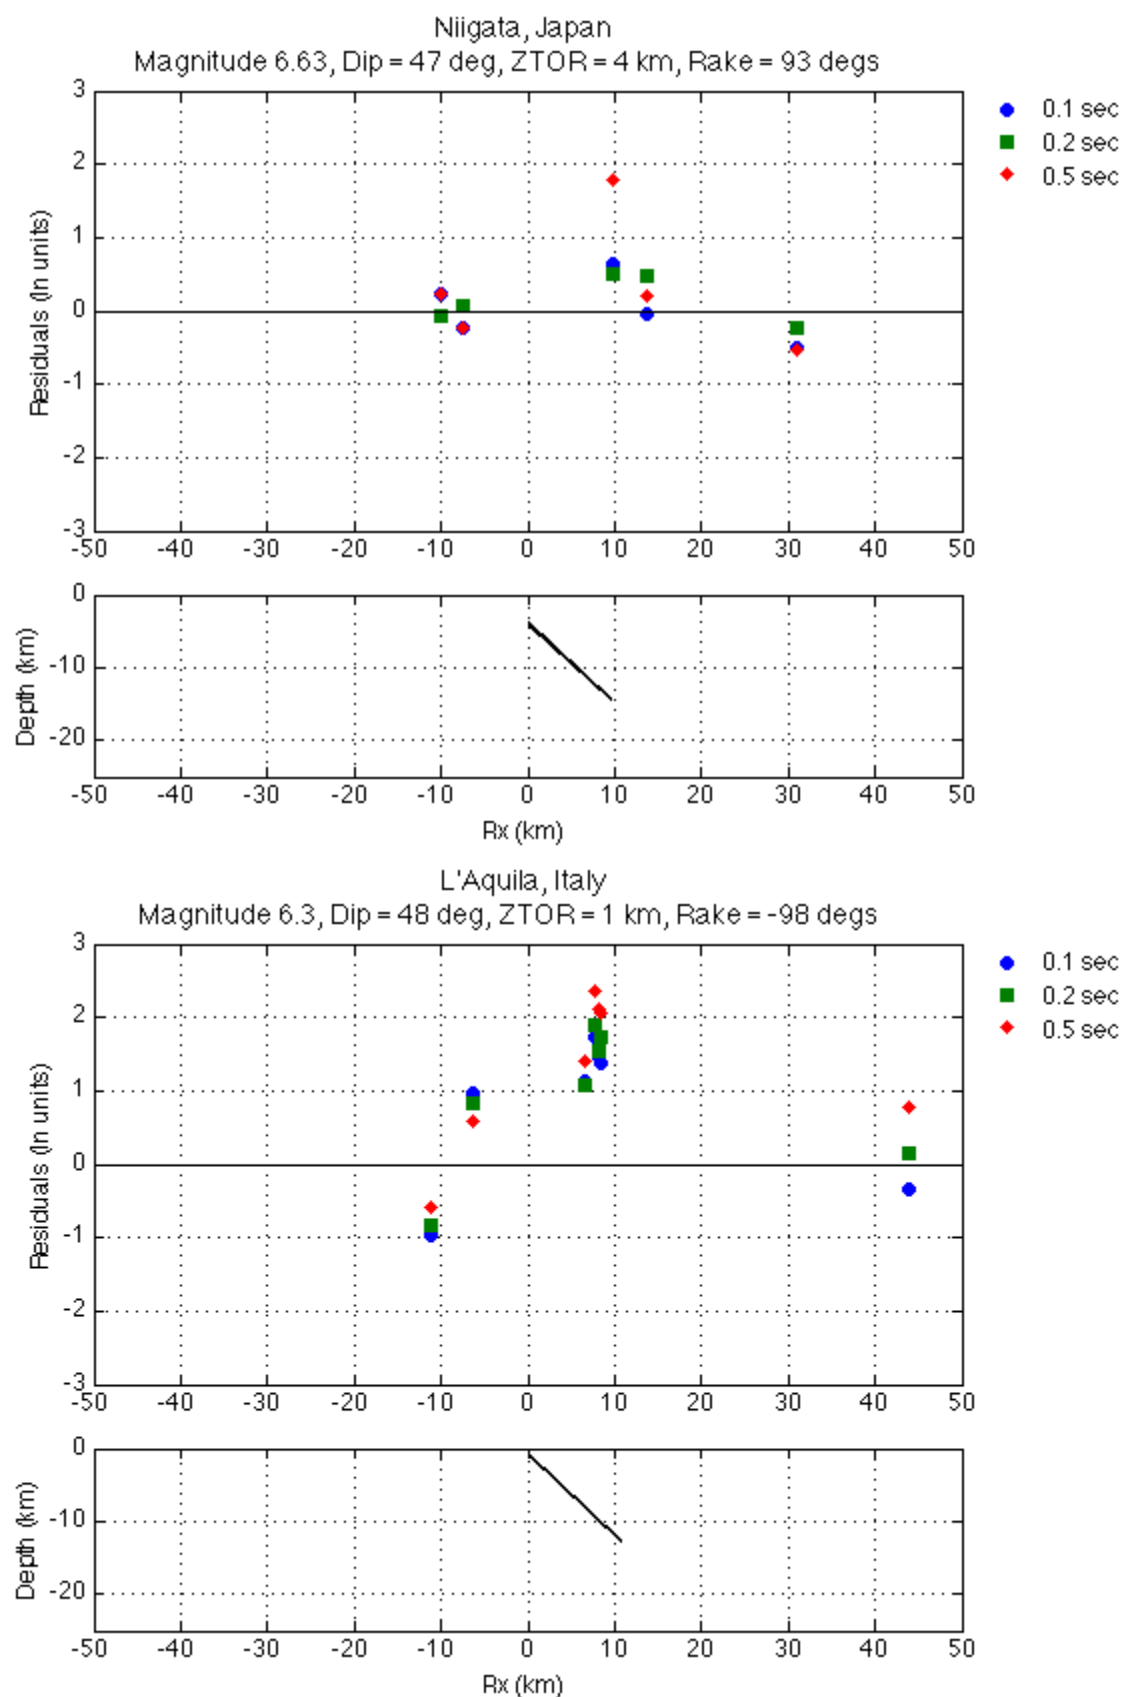 Niigata, Japan
Magnitude 6.63, Dip = 47 deg, ZTOR = 4 km, Rake = 93 degs
3
2
1
0
-1
-2
-3
Residuals (ln units)
-50 -40 -30 -20 -10 0 10 20 30 40 50
0.1 sec
0.2 sec
0.5 sec
0
-10
-20
Depth (km)
-50 -40 -30 -20 -10 0 10 20 30 40 50
Rx (km)
L'Aquila, Italy
Magnitude 6.3, Dip = 48 deg, ZTOR = 1 km, Rake = -98 degs
3
2
1
0
-1
-2
-3
Residuals (ln units)
-50 -40 -30 -20 -10 0 10 20 30 40 50
0.1 sec
0.2 sec
0.5 sec
0
-10
-20
Depth (km)
-50 -40 -30 -20 -10 0 10 20 30 40 50
Rx (km)